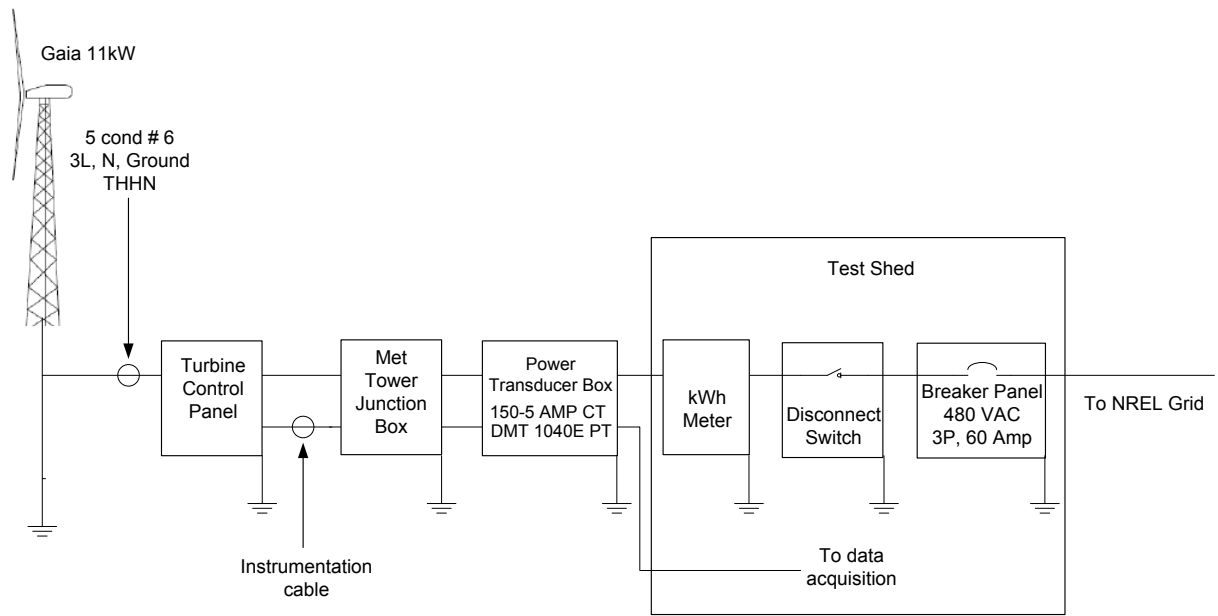 Gaia 11kW
5 cond # 6
3L, N, Ground
THHN
Test Shed
Turbine
Control
Panel
Met
Tower
Junction
Box
Power
Transducer Box
150-5 AMP CT
DMT 1040E PT
kWh
Meter
Disconnect
Switch
Breaker Panel
480 VAC
3P, 60 Amp
To NREL Grid
Instrumentation
cable
To data
acquisition